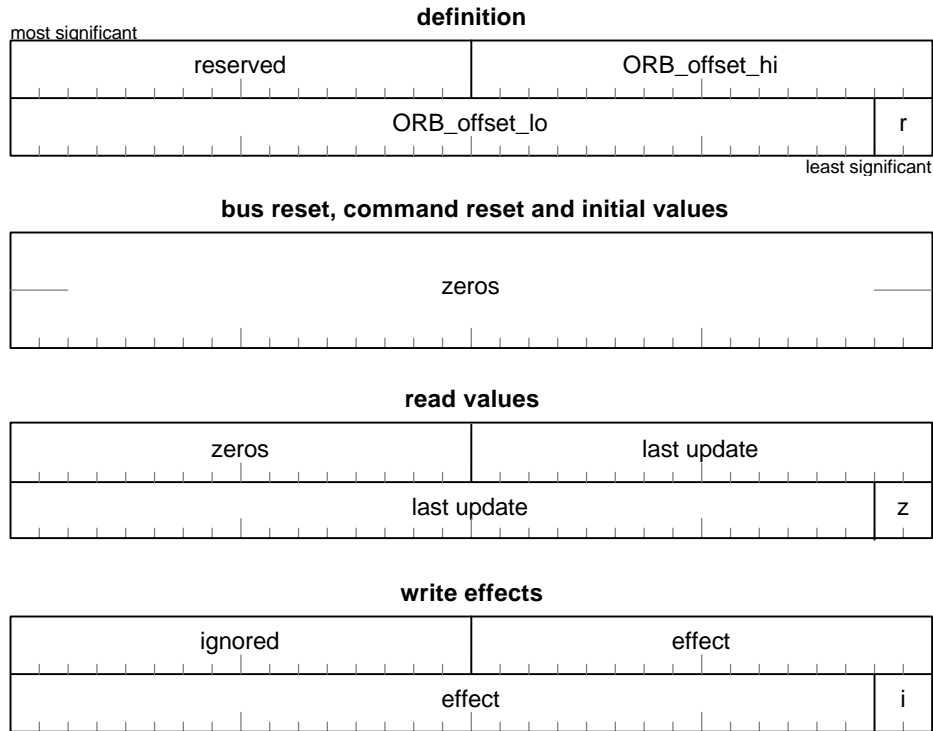 definition
most significant
reserved ORB_offset_hi
ORB_offset_lo r
least significant
bus reset, command reset and initial values
zeros
read values
zeros last update
last update z
write effects
ignored effect
effect i